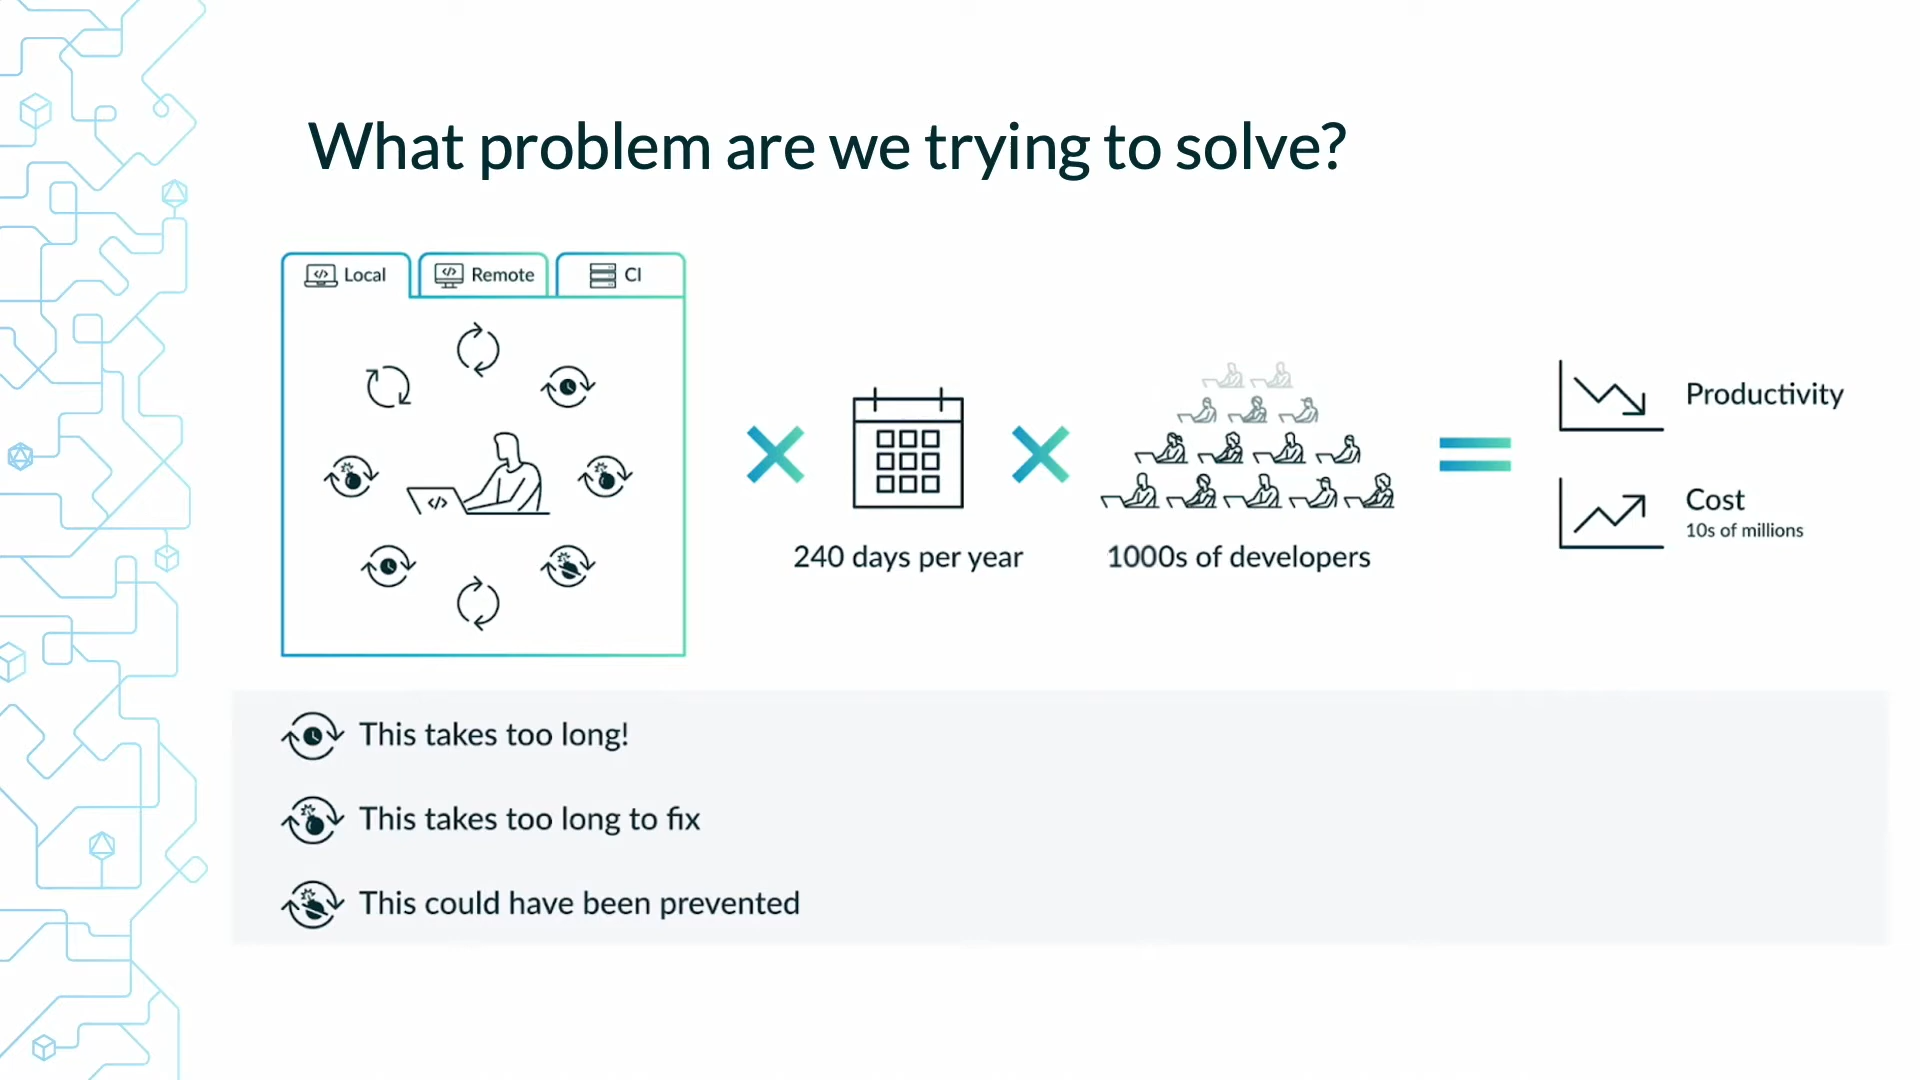 What problem are we trying to solve?
</> Local
</> Remote
CI
</>
240 days per year
1000s of developers
Productivity
Cost
10s of millions
This takes too long!
This takes too long to fix
This could have been prevented